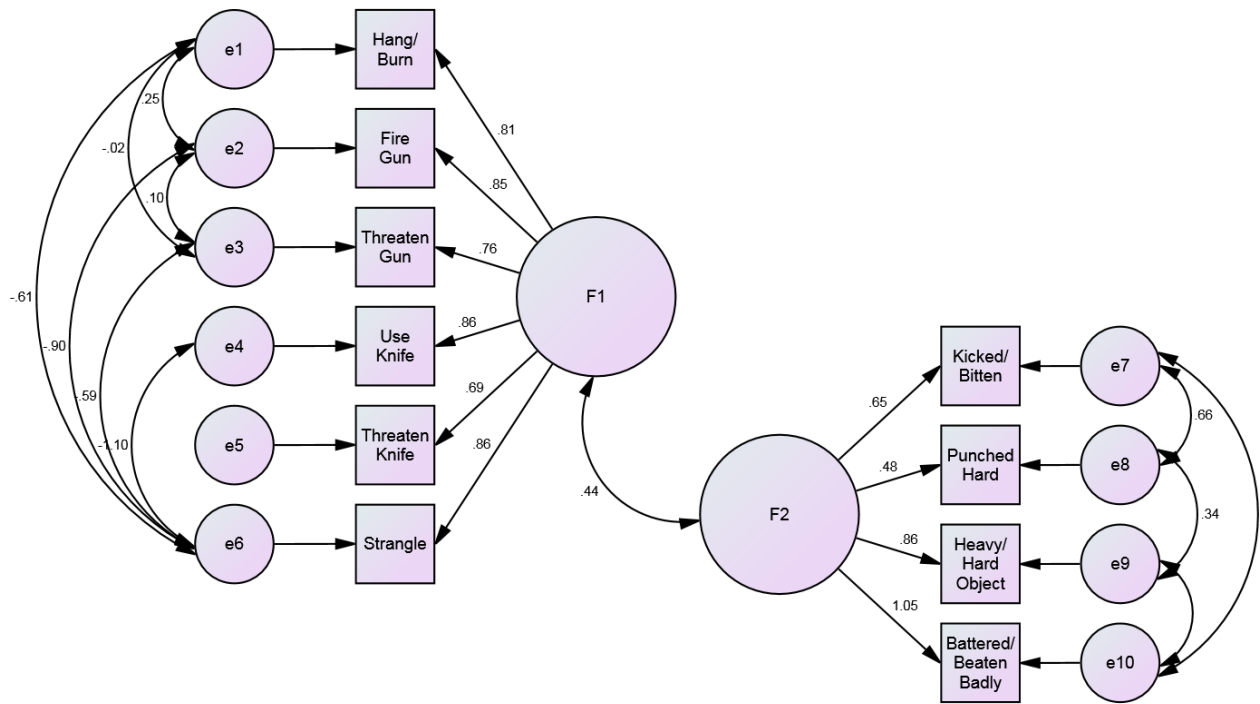 e1
Hang/
Burn
.25
.81
e2
Fire
Gun
-.02
.85
.10
e3
Threaten
Gun
.76
F1
-.61
e4
Use
Knife
.86
-.90
Kicked/
Bitten
e7
.69
.65
-.59
.66
e5
Threaten
Knife
-1.10
.86
.48
Punched
Hard
e8
.44
F2
.34
e6
Strangle
.86
Heavy/
Hard
Object
e9
1.05
Battered/
Beaten
Badly
e10